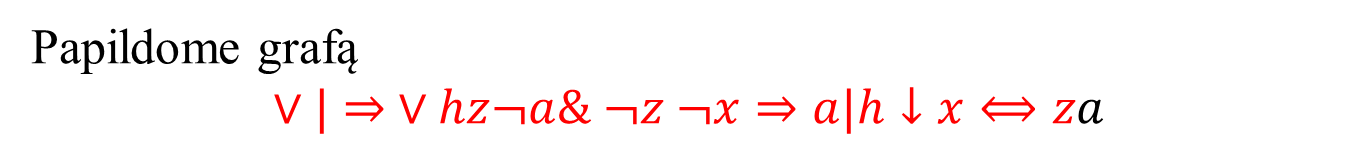 Papildome grafą
∨ | ⇒ ∨ ℎ𝑧¬𝑎& ¬𝑧 ¬𝑥 ⇒ 𝑎|ℎ ↓ 𝑥 ⟺ 𝑧𝑎